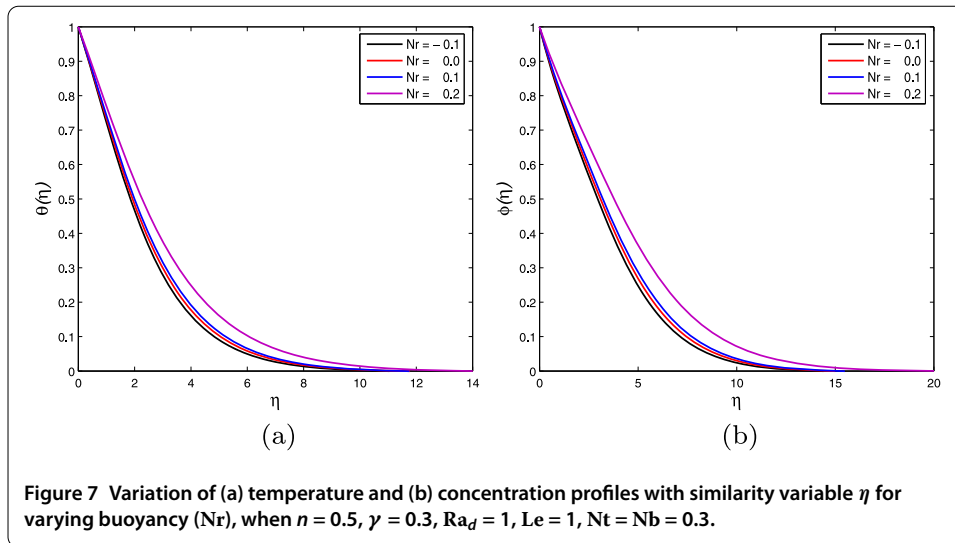 1
0.9
0.8
0.7
0.6
0.5
0.4
0.3
0.2
0.1
0
θ(η)
0 2 4 6 8 10 12 14
η
Nr = − 0.1
Nr = 0.0
Nr = 0.1
Nr = 0.2
(a)
1
0.9
0.8
0.7
0.6
0.5
0.4
0.3
0.2
0.1
0
ϕ(η)
0 5 10 15 20
η
Nr = − 0.1
Nr = 0.0
Nr = 0.1
Nr = 0.2
(b)
Figure 7 Variation of (a) temperature and (b) concentration profiles with similarity variable η for
varying buoyancy (Nr), when n = 0.5, γ = 0.3, Ra_d = 1, Le = 1, Nt = Nb = 0.3.